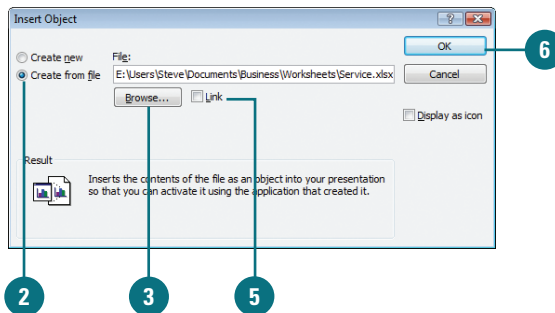 Insert Object
Create new
Create from file
File:
E:\Users\Steve\Documents\Business\Worksheets\Service.xlsx
Browse...
Link
OK
Cancel
Display as icon
Result
Inserts the contents of the file as an object into your presentation
so that you can activate it using the application that created it.
6
2
3
5